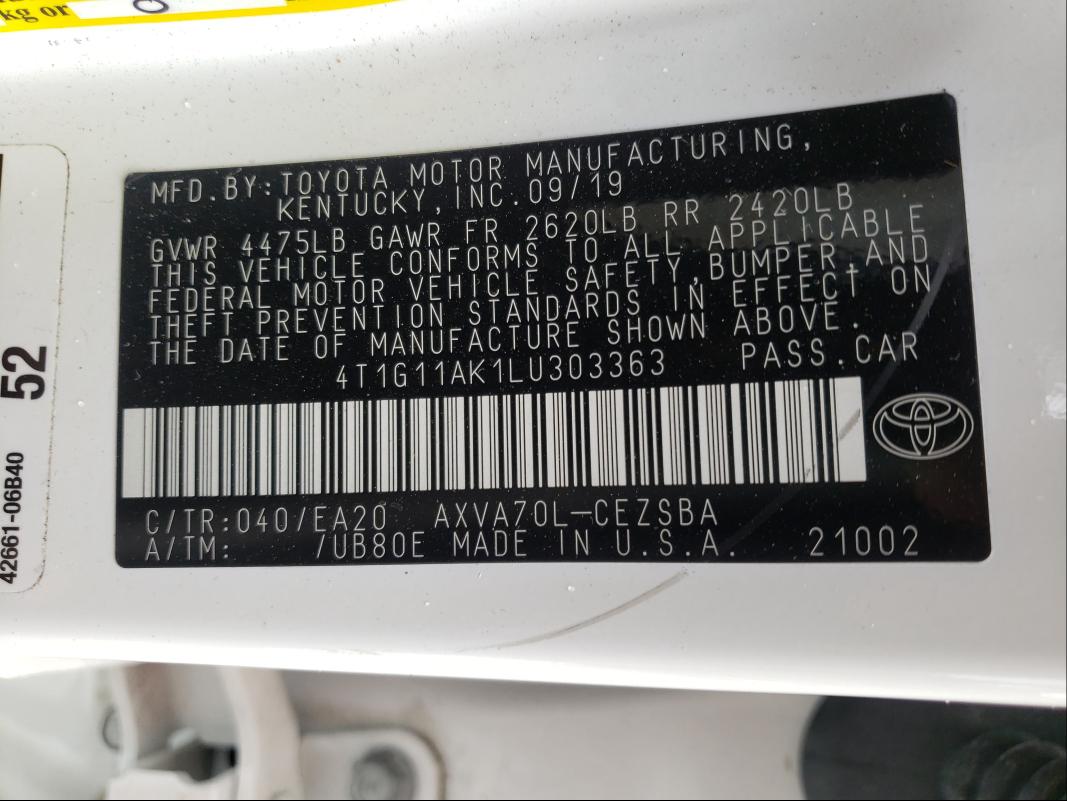 kg or
0
MFD.BY:TOYOTA MOTOR MANUFACTURING,
KENTUCKY, INC. 09/19
GVWR 4475LB GAWR FR 2620LB RR 2420LB
THIS VEHICLE CONFORMS TO ALL APPLICABLE
FEDERAL MOTOR VEHICLE SAFETY,BUMPER,AND
THEFT PREVENTION STANDARDS IN EFFECT ON
THE DATE OF MANUFACTURE SHOWN ABOVE.
4T1G11AK1LU303363 PASS.CAR
C/TR:040/EA20 AXVA70L-CEZSBA
A/TM: /UB80E MADE IN U.S.A. 21002
52
42661-06B40